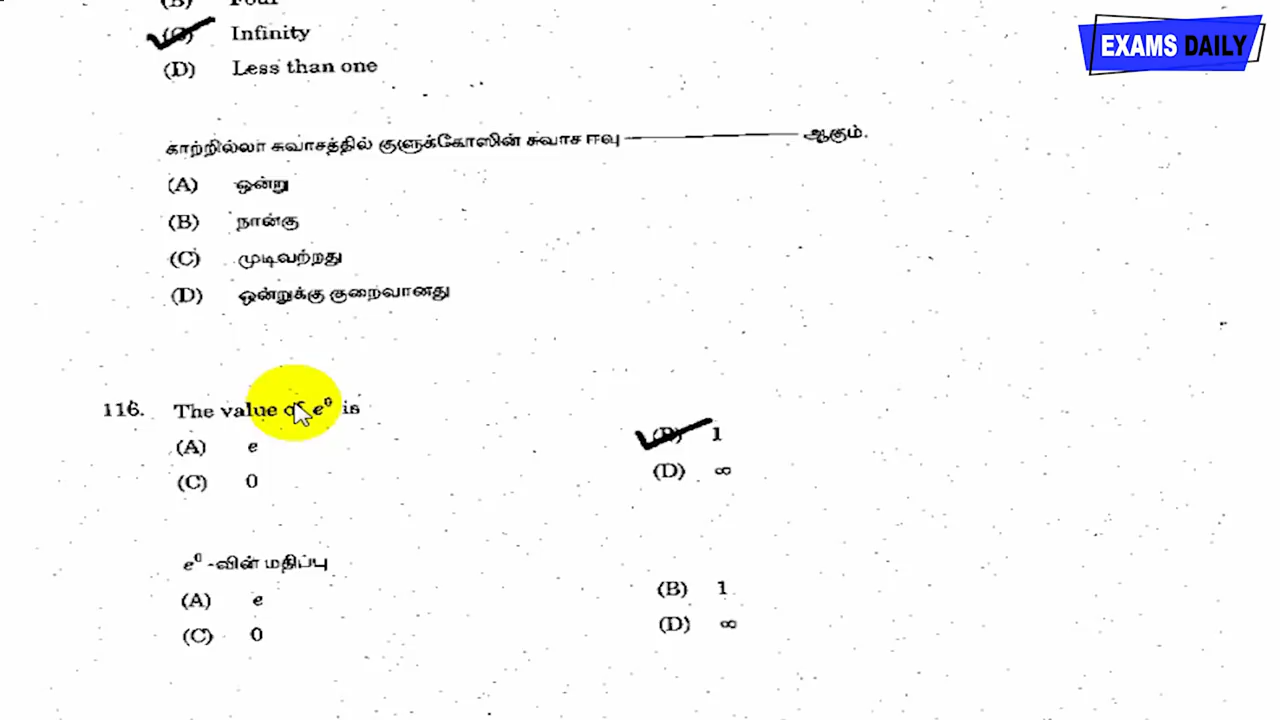 (B) Four
(C) Infinity
(D) Less than one
EXAMS DAILY
காற்றில்லா சுவாசத்தில் குளுக்கோஸின் சுவாச ஈவு ———— ஆகும்.
(A) ஒன்று
(B) நான்கு
(C) முடிவற்றது
(D) ஒன்றுக்கு குறைவானது
116. The value of e⁰ is
(A) e (B) 1
(C) 0 (D) ∞
e⁰ -வின் மதிப்பு
(A) e (B) 1
(C) 0 (D) ∞